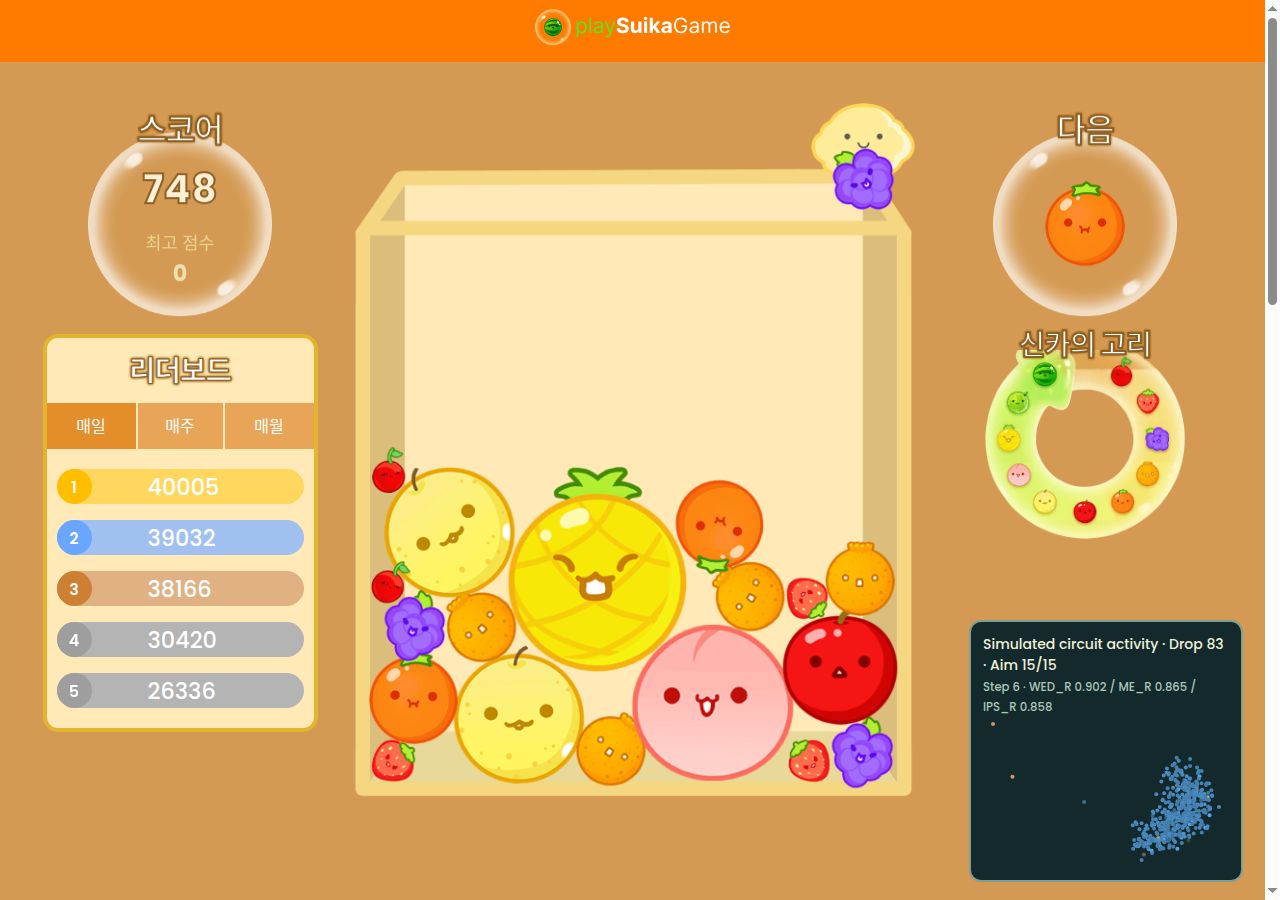 playSuikaGame
스코어
748
최고 점수
0
리더보드
매일 매주 매월
1 40005
2 39032
3 38166
4 30420
5 26336
다음
신카의 고리
Simulated circuit activity · Drop 83
· Aim 15/15
Step 6 · WED_R 0.902 / ME_R 0.865 /
IPS_R 0.858